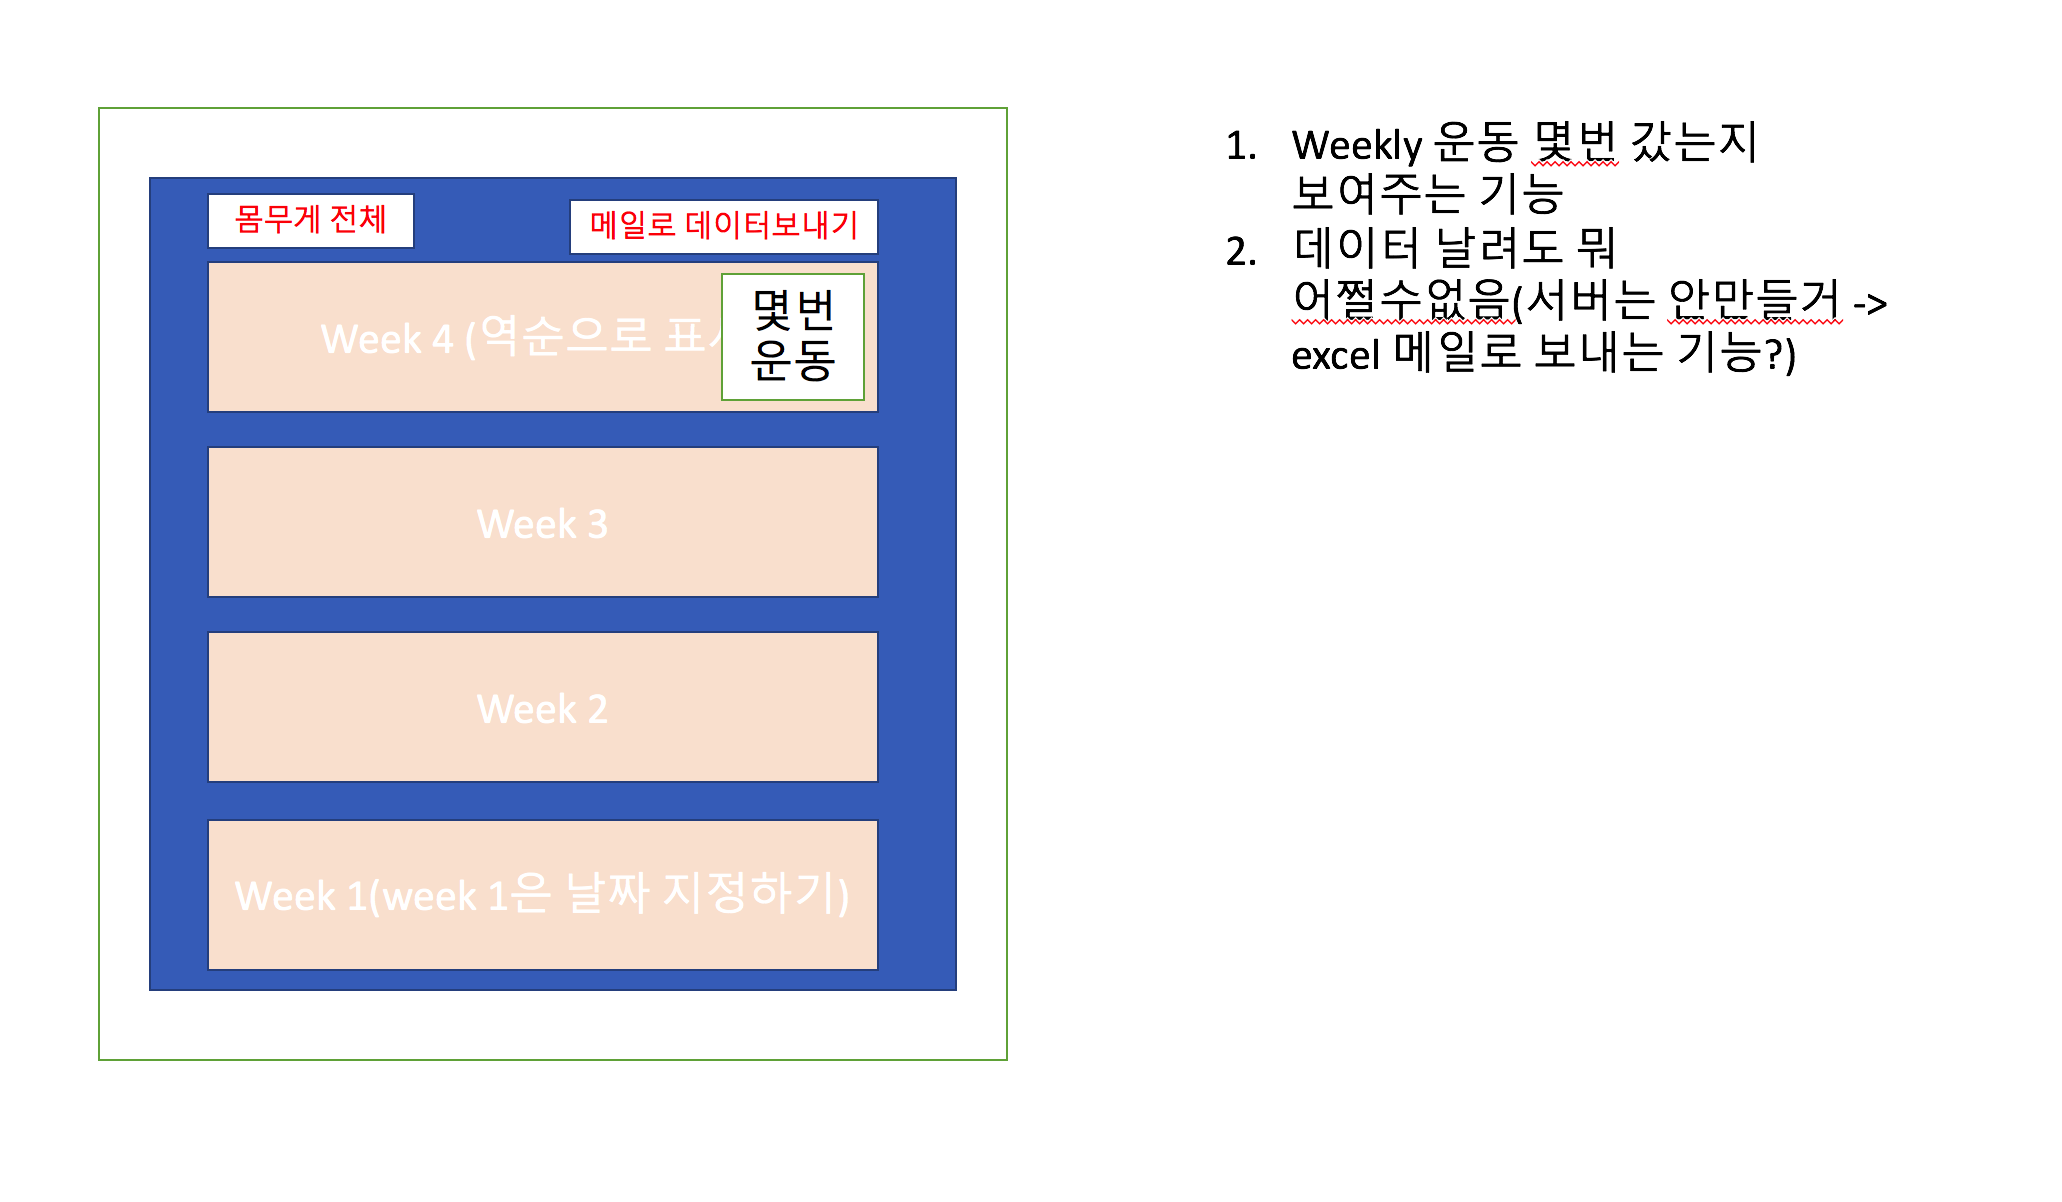 몸무게 전체
메일로 데이터보내기
Week 4 (역순으로
몇번
운동
Week 3
Week 2
Week 1(week 1은 날짜 지정하기)
1. Weekly 운동 몇번 갔는지
보여주는 기능
2. 데이터 날려도 뭐
어쩔수없음(서버는 안만들거 ->
excel 메일로 보내는 기능?)